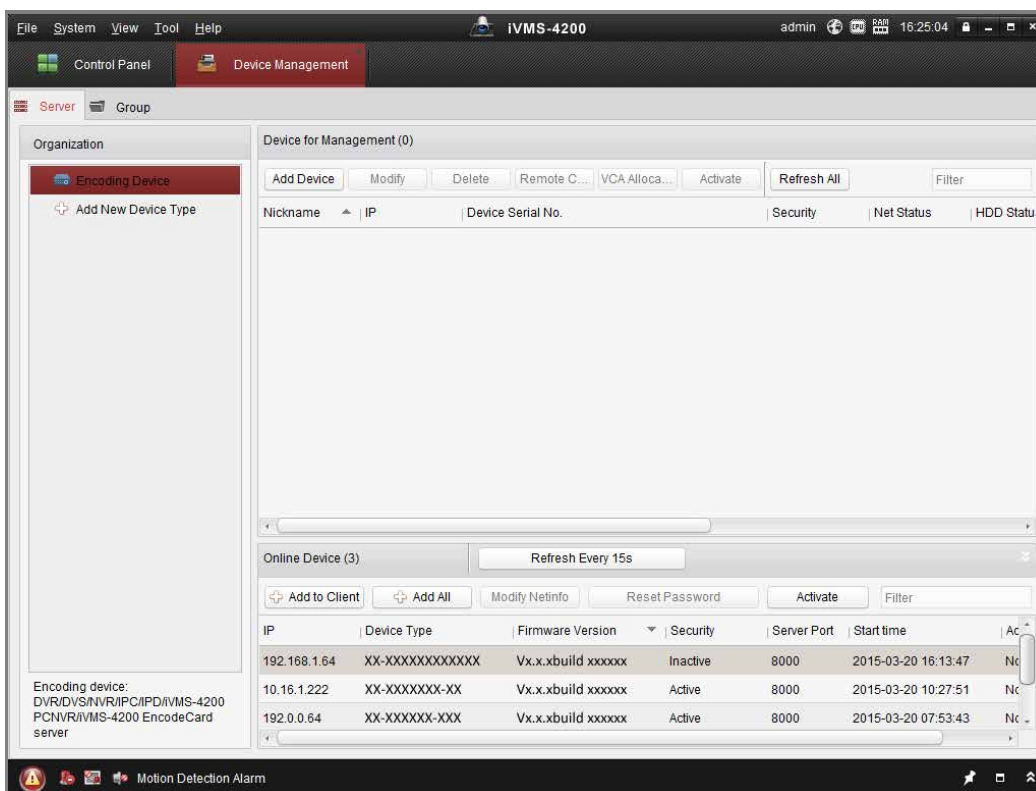 File System View Tool Help iVMS-4200 admin CPU RAM 16:25:04
Control Panel Device Management
Server Group
Organization
Encoding Device
Add New Device Type
Encoding device:
DVR/DVS/NVR/IPC/IPD/iVMS-4200
PCNVR/iVMS-4200 EncodeCard
server
Device for Management (0)
Add Device Modify Delete Remote C... VCA Alloca... Activate Refresh All Filter
Nickname IP Device Serial No. Security Net Status HDD Statu
Online Device (3) Refresh Every 15s
Add to Client Add All Modify Netinfo Reset Password Activate Filter
IP Device Type Firmware Version Security Server Port Start time Ac
192.168.1.64 XX-XXXXXXXXXXXX Vx.x.xbuild xxxxxx Inactive 8000 2015-03-20 16:13:47 No
10.16.1.222 XX-XXXXXXX-XX Vx.x.xbuild xxxxxx Active 8000 2015-03-20 10:27:51 No
192.0.0.64 XX-XXXXXX-XXX Vx.x.xbuild xxxxxx Active 8000 2015-03-20 07:53:43 No
Motion Detection Alarm